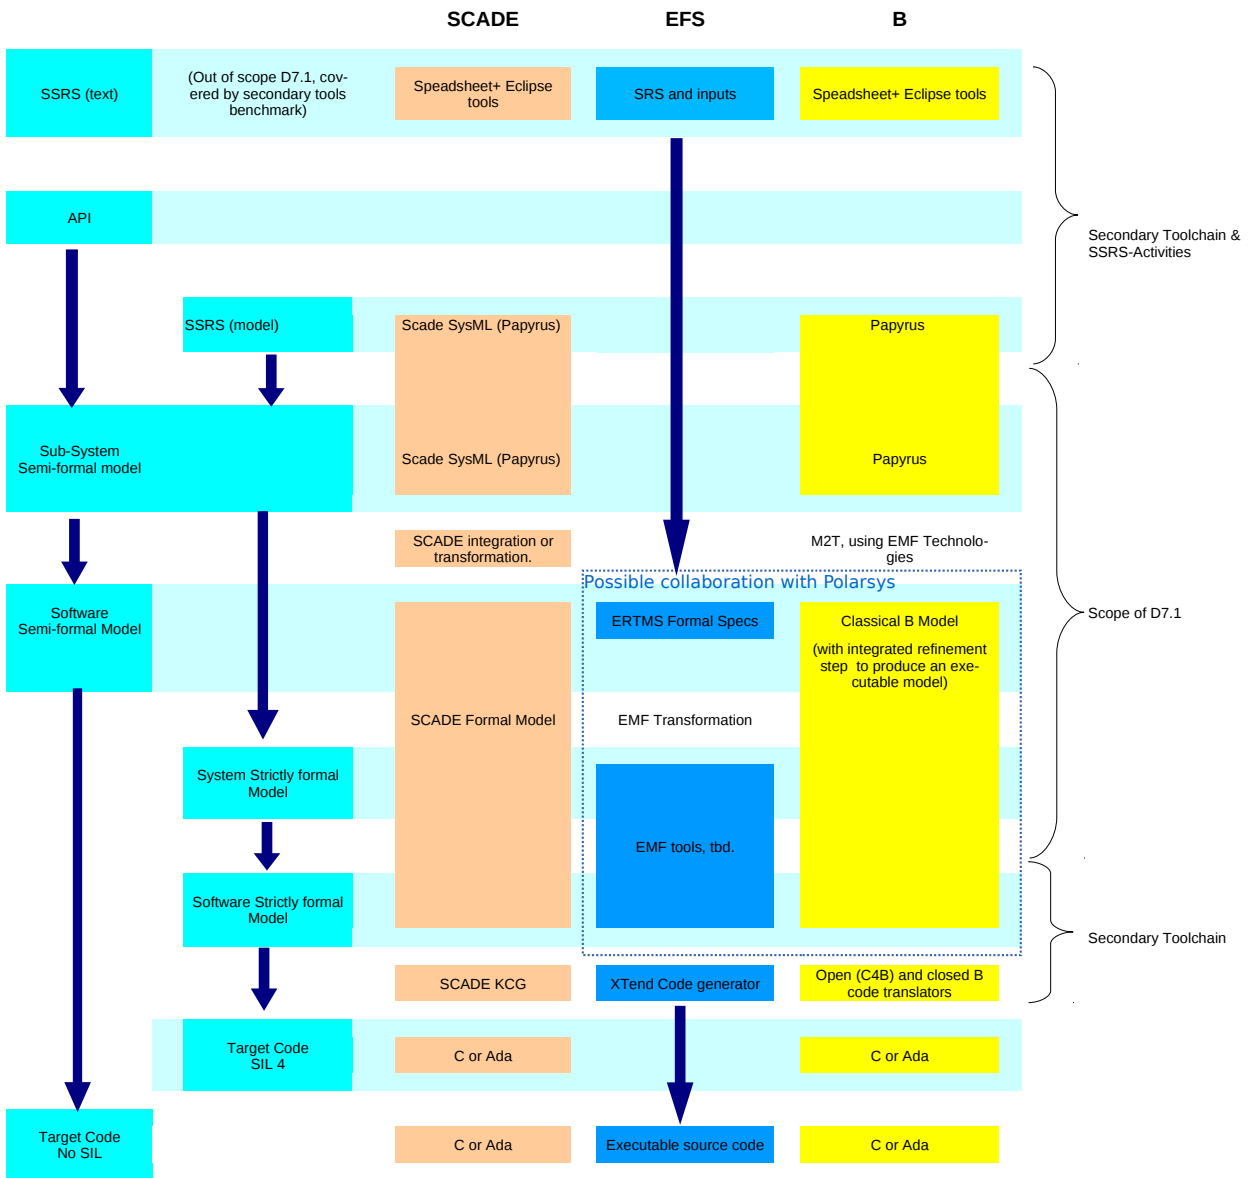 SCADE
EFS
B
SSRS (text)
(Out of scope D7.1, cov-
ered by secondary tools
benchmark)
Speadsheet+ Eclipse
tools
SRS and inputs
Speadsheet+ Eclipse tools
API
Secondary Toolchain &
SSRS-Activities
SSRS (model)
Scade SysML (Papyrus)
Papyrus
Sub-System
Semi-formal model
Scade SysML (Papyrus)
Papyrus
SCADE integration or
transformation.
M2T, using EMF Technolo-
gies
Possible collaboration with Polarsys
Software
Semi-formal Model
ERTMS Formal Specs
Classical B Model
(with integrated refinement
step to produce an exe-
cutable model)
Scope of D7.1
SCADE Formal Model
EMF Transformation
System Strictly formal
Model
EMF tools, tbd.
Software Strictly formal
Model
Secondary Toolchain
SCADE KCG
XTend Code generator
Open (C4B) and closed B
code translators
Target Code
SIL 4
C or Ada
C or Ada
Target Code
No SIL
C or Ada
Executable source code
C or Ada